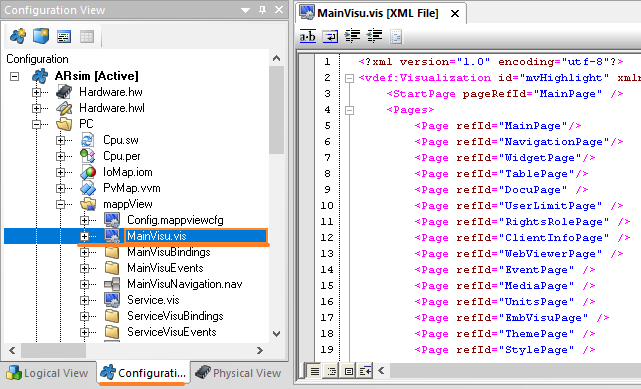 Configuration View
Configuration
ARsim [Active]
Hardware.hw
Hardware.hwl
PC
Cpu.sw
Cpu.per
IoMap.iom
PvMap.vvm
mappView
Config.mappviewcfg
MainVisu.vis
MainVisuBindings
MainVisuEvents
MainVisuNavigation.nav
Service.vis
ServiceVisuBindings
ServiceVisuEvents
Logical View
Configurati...
Physical View
MainVisu.vis [XML File]
a·b
1 <?xml version="1.0" encoding="utf-8"?>
2 <vdef:Visualization id="mvHighlight" xmln
3 <StartPage pageRefId="MainPage" />
4 <Pages>
5 <Page refId="MainPage"/>
6 <Page refId="NavigationPage"/>
7 <Page refId="WidgetPage"/>
8 <Page refId="TablePage"/>
9 <Page refId="DocuPage" />
10 <Page refId="UserLimitPage" />
11 <Page refId="RightsRolePage" />
12 <Page refId="ClientInfoPage" />
13 <Page refId="WebViewerPage" />
14 <Page refId="EventPage" />
15 <Page refId="MediaPage" />
16 <Page refId="UnitsPage" />
17 <Page refId="EmbVisuPage" />
18 <Page refId="ThemePage" />
19 <Page refId="StylePage" />